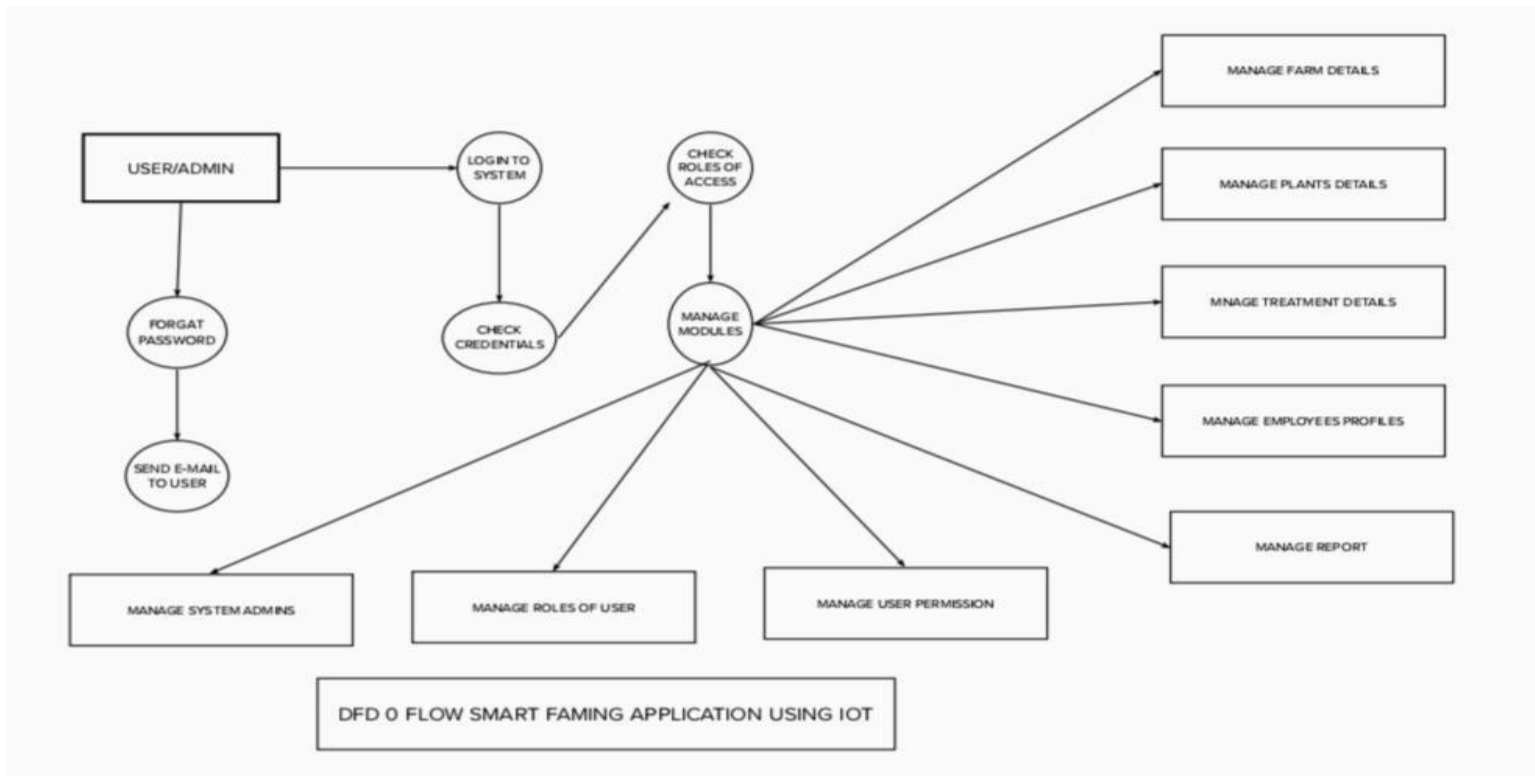 MANAGE FARM DETAILS
USER/ADMIN
LOGIN TO
SYSTEM
CHECK
ROLES OF
ACCESS
MANAGE PLANTS DETAILS
FORGAT
PASSWORD
CHECK
CREDENTIALS
MANAGE
MODULES
MNAGE TREATMENT DETAILS
MANAGE EMPLOYEES PROFILES
SEND E-MAIL
TO USER
MANAGE REPORT
MANAGE SYSTEM ADMINS
MANAGE ROLES OF USER
MANAGE USER PERMISSION
DFD 0 FLOW SMART FAMING APPLICATION USING IOT